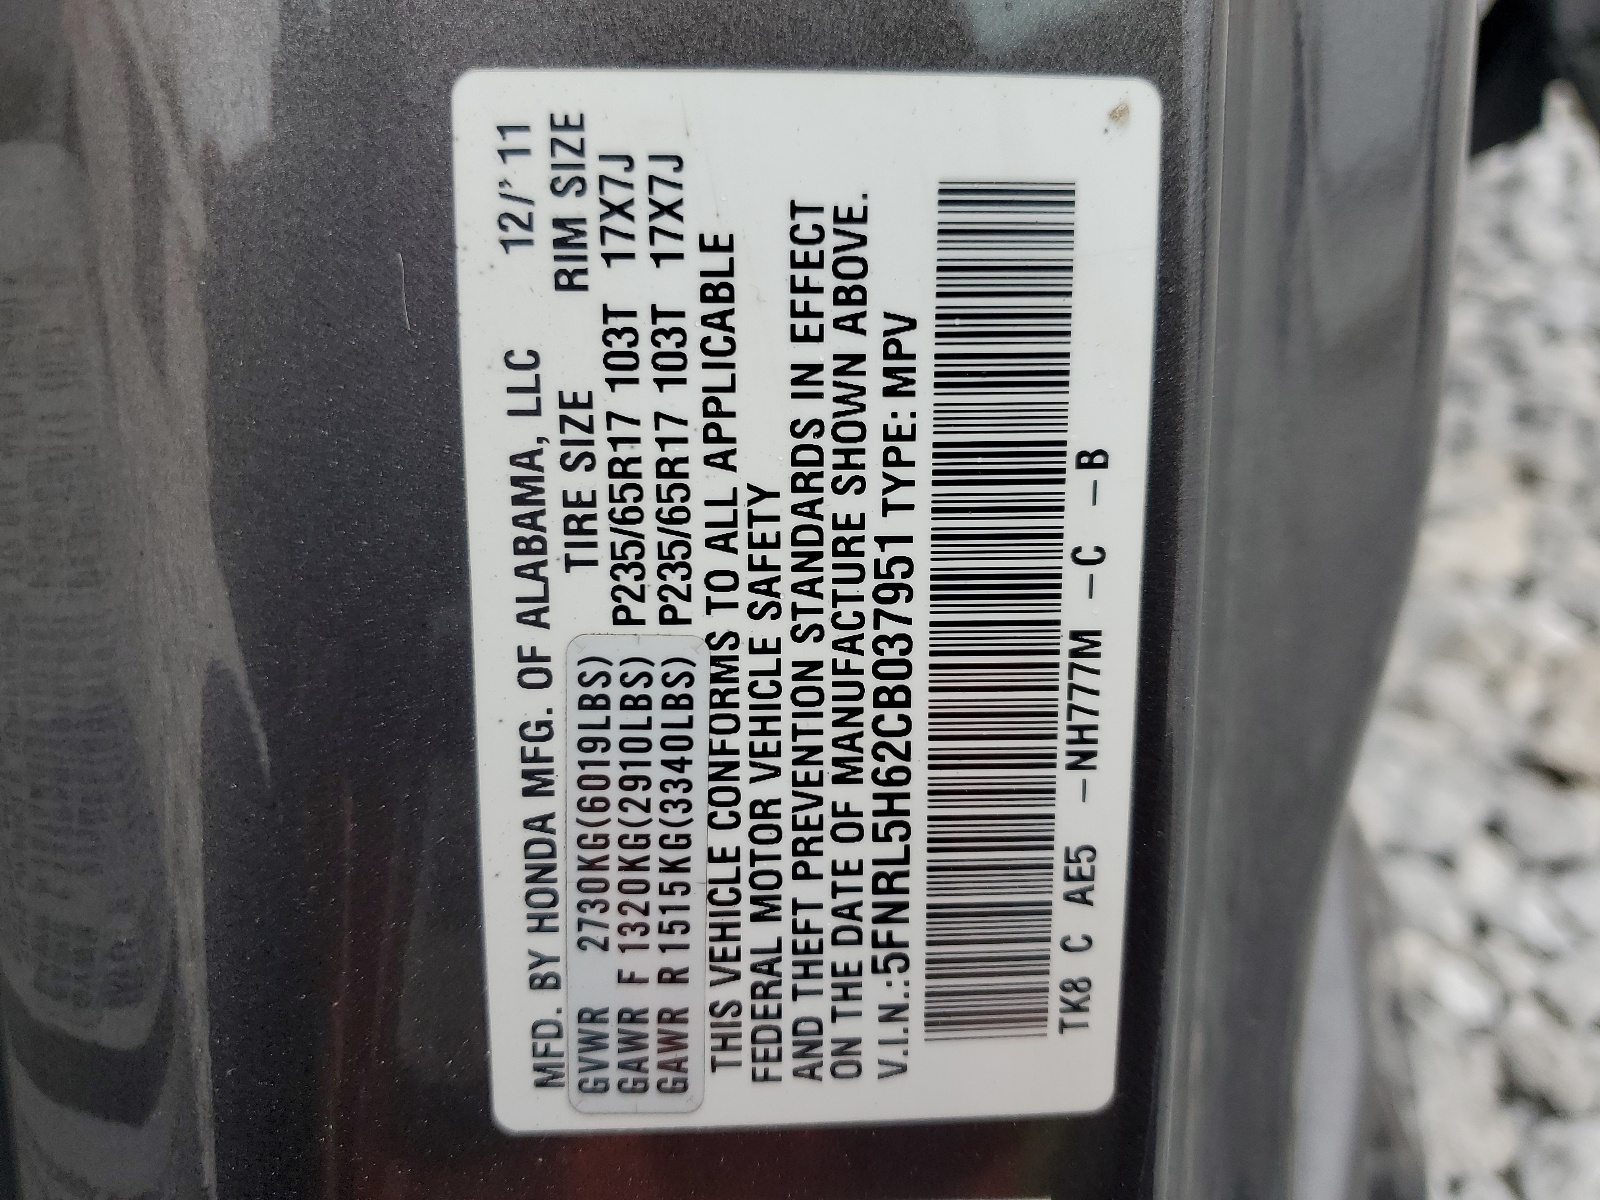 MFD. BY HONDA MFG. OF ALABAMA, LLC 12/'11
TIRE SIZE RIM SIZE
GVWR 2730KG(6019LBS)
GAWR F 1320KG(2910LBS) P235/65R17 103T 17X7J
GAWR R 1515KG(3340LBS) P235/65R17 103T 17X7J
THIS VEHICLE CONFORMS TO ALL APPLICABLE
FEDERAL MOTOR VEHICLE SAFETY
AND THEFT PREVENTION STANDARDS IN EFFECT
ON THE DATE OF MANUFACTURE SHOWN ABOVE.
V.I.N.:5FNRL5H62CB037951 TYPE: MPV
TK8 C AE5 -NH777M -C -B